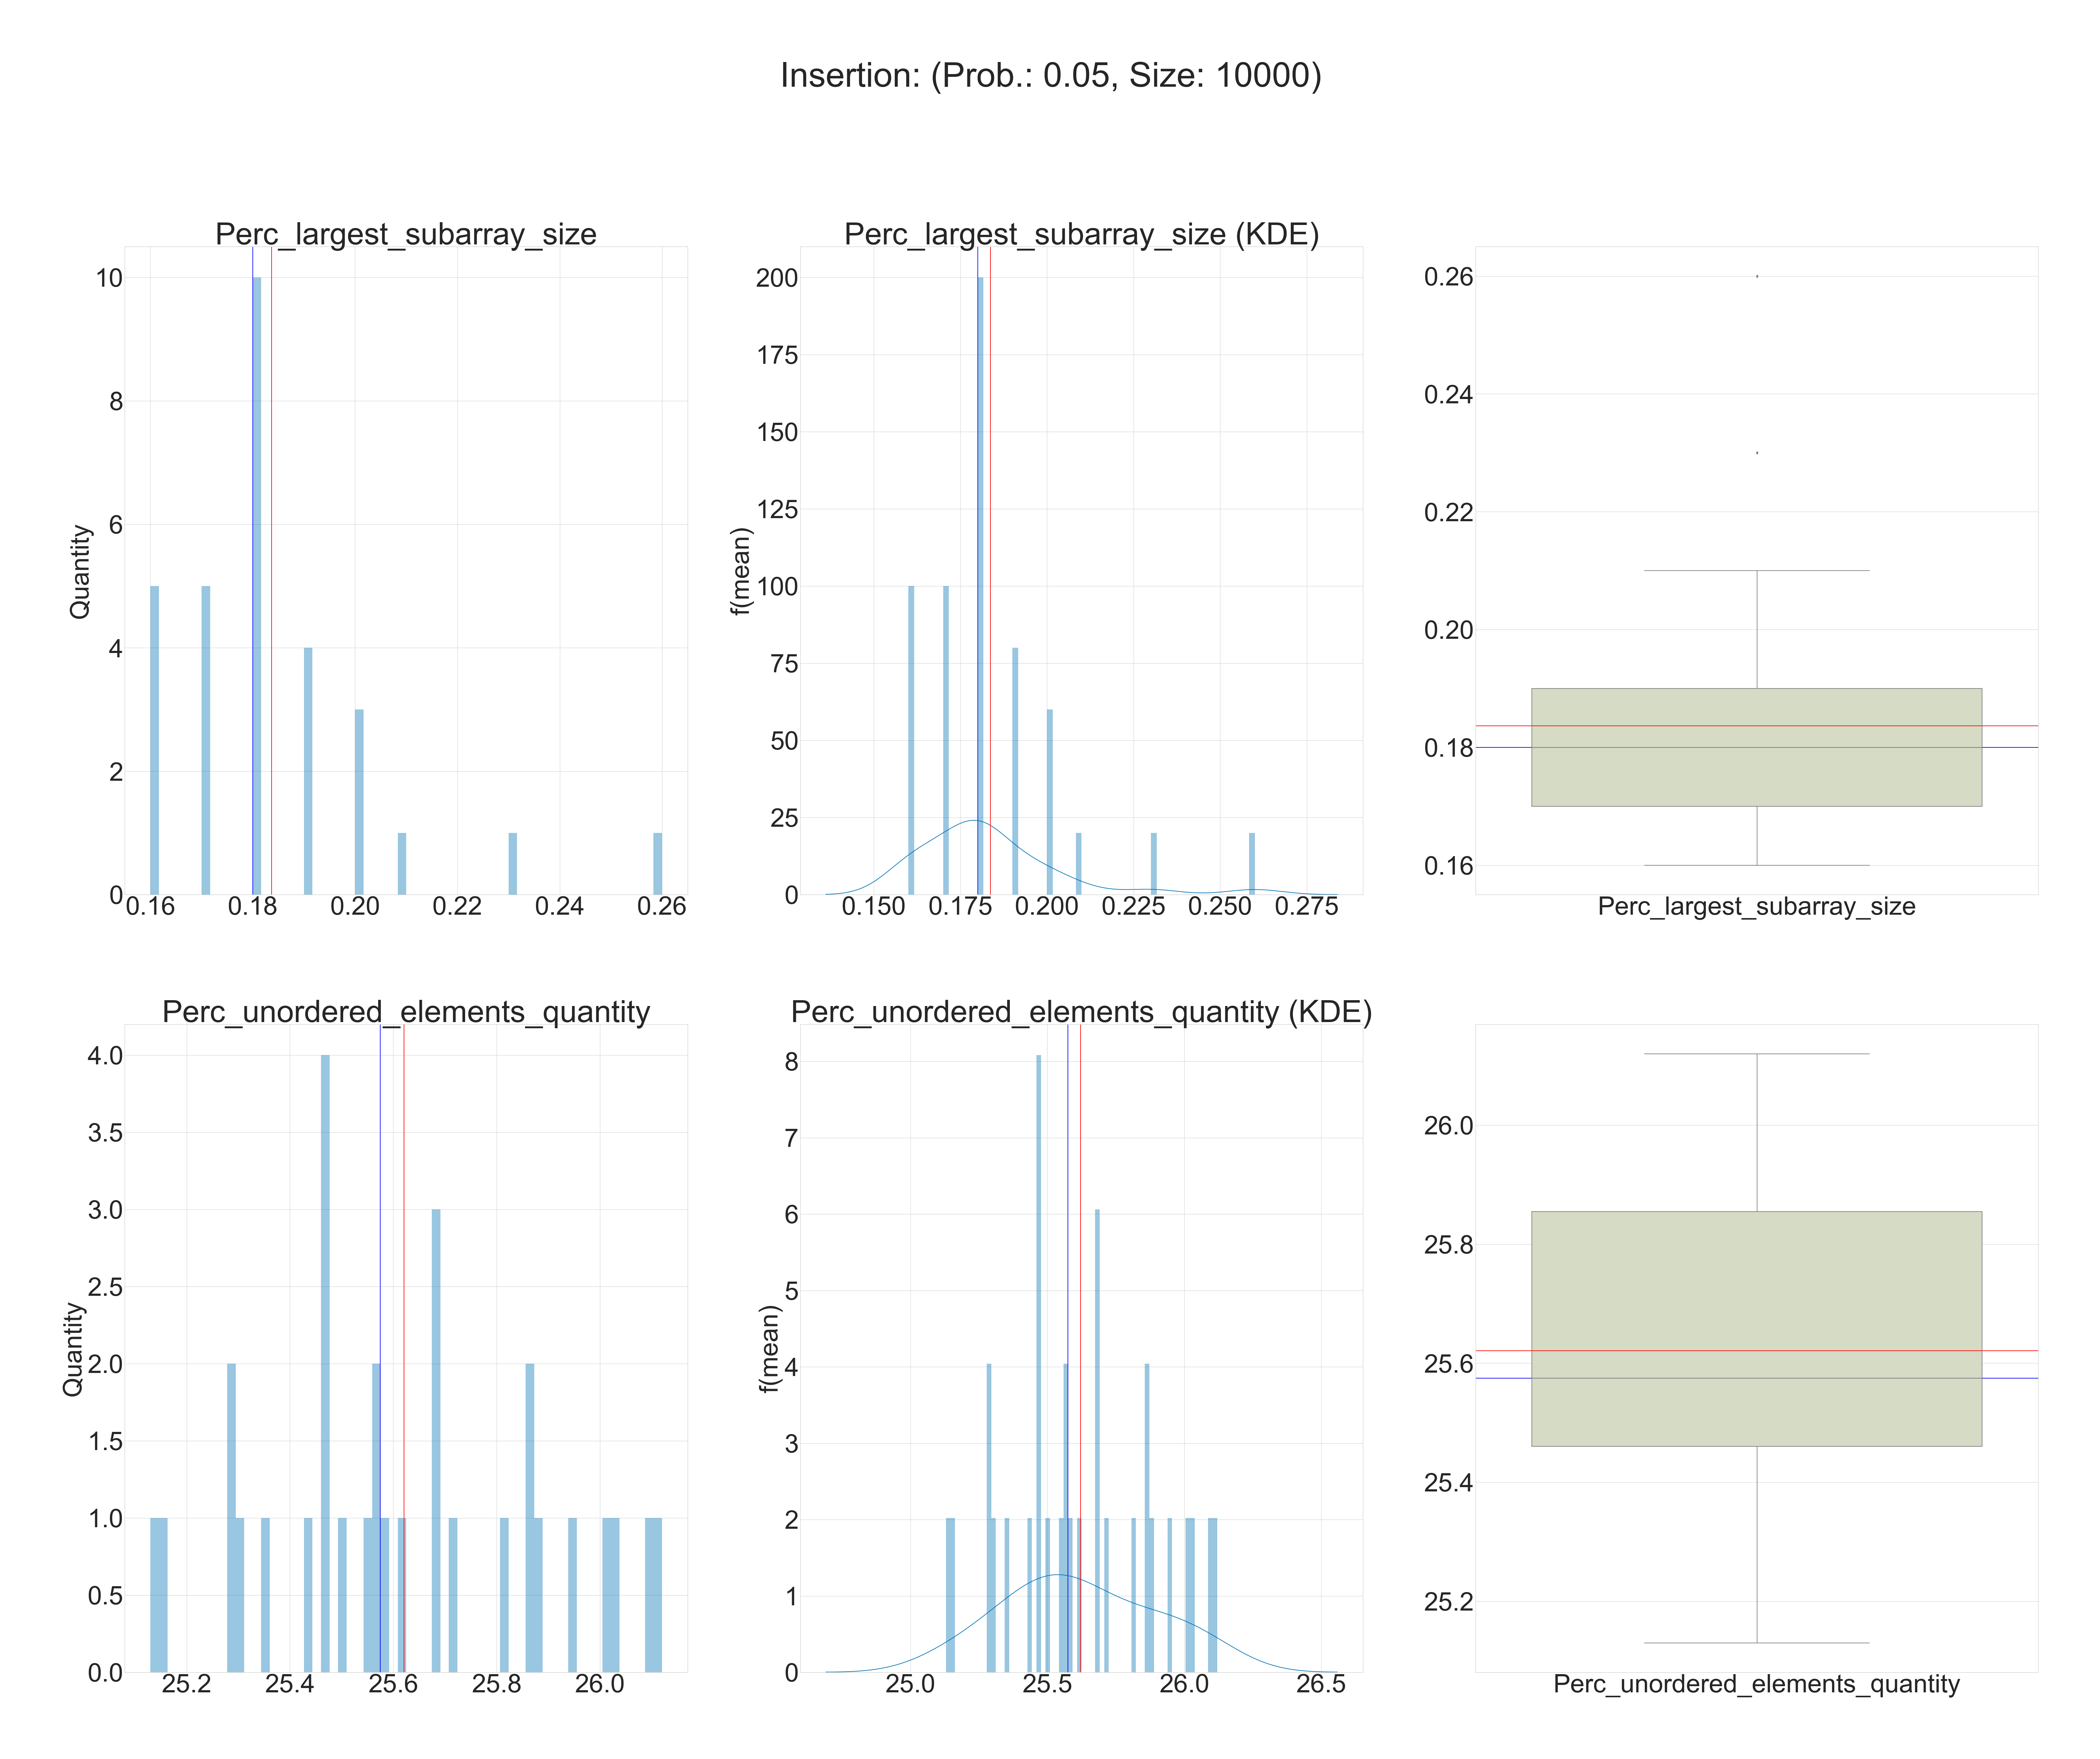 Insertion: (Prob.: 0.05, Size: 10000)
Perc_largest_subarray_size
10
8
6
4
2
0
Quantity
0.16 0.18 0.20 0.22 0.24 0.26
Perc_largest_subarray_size (KDE)
200
175
150
125
100
75
50
25
0
f(mean)
0.150 0.175 0.200 0.225 0.250 0.275
0.26
0.24
0.22
0.20
0.18
0.16
Perc_largest_subarray_size
Perc_unordered_elements_quantity
4.0
3.5
3.0
2.5
2.0
1.5
1.0
0.5
0.0
Quantity
25.2 25.4 25.6 25.8 26.0
Perc_unordered_elements_quantity (KDE)
8
7
6
5
4
3
2
1
0
f(mean)
25.0 25.5 26.0 26.5
26.0
25.8
25.6
25.4
25.2
Perc_unordered_elements_quantity